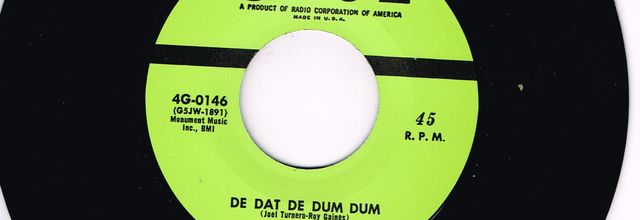 A PRODUCT OF RADIO CORPORATION OF AMERICA
MADE IN U.S.A.
4G-0146
(G5JW-1891)
Monument Music
Inc., BMI
45
R. P. M.
DE DAT DE DUM DUM
(Joel Turnero-Roy Gaines)